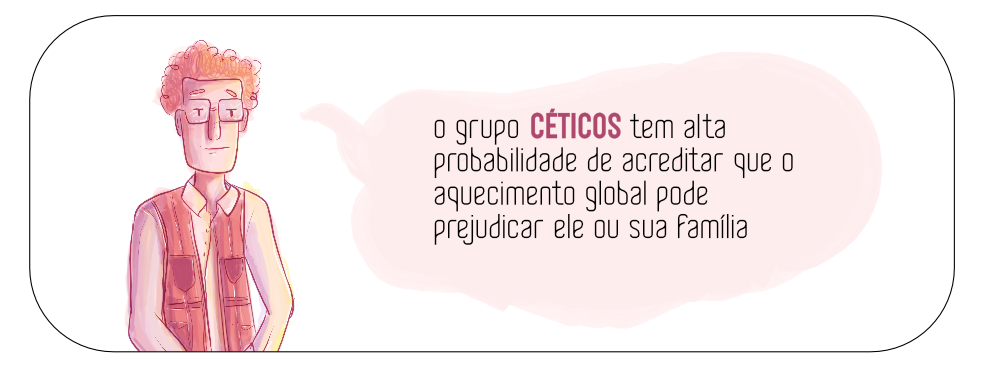 o grupo CÉTICOS tem alta
probabilidade de acreditar que o
aquecimento global pode
prejudicar ele ou sua família